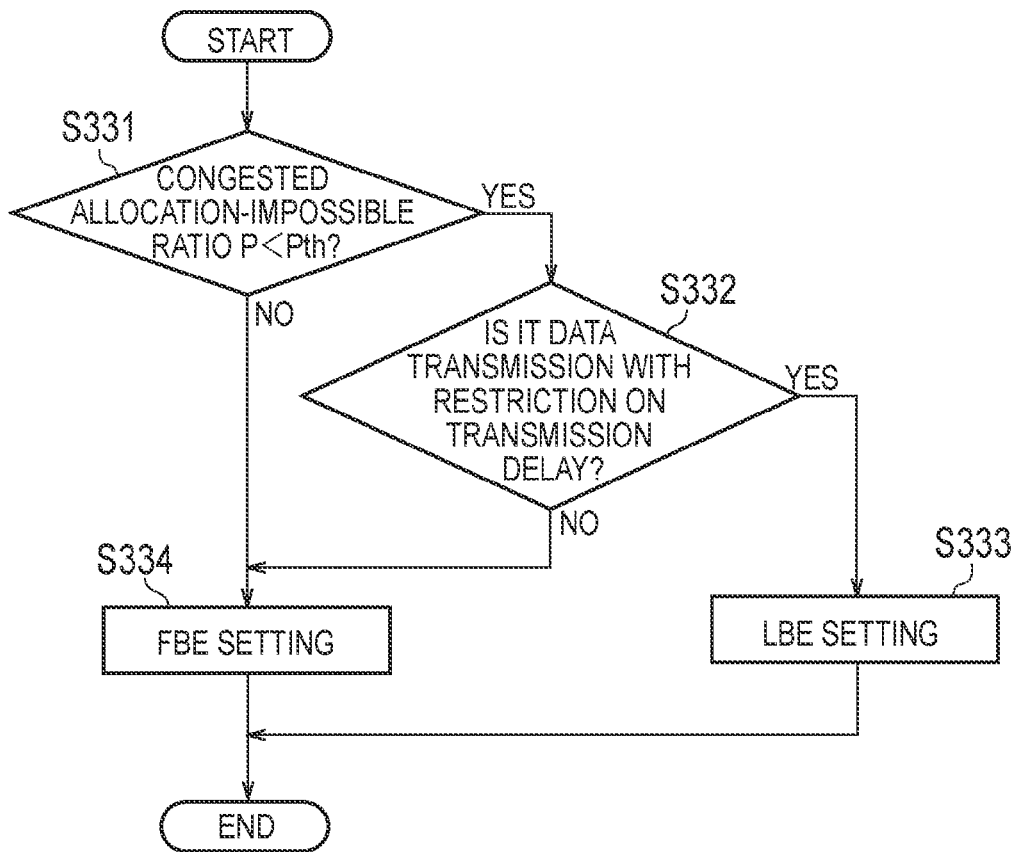 START
S331
CONGESTED
ALLOCATION-IMPOSSIBLE
RATIO P<Pth?
YES
NO
S332
IS IT DATA
TRANSMISSION WITH
RESTRICTION ON
TRANSMISSION
DELAY?
YES
NO
S334
FBE SETTING
S333
LBE SETTING
END